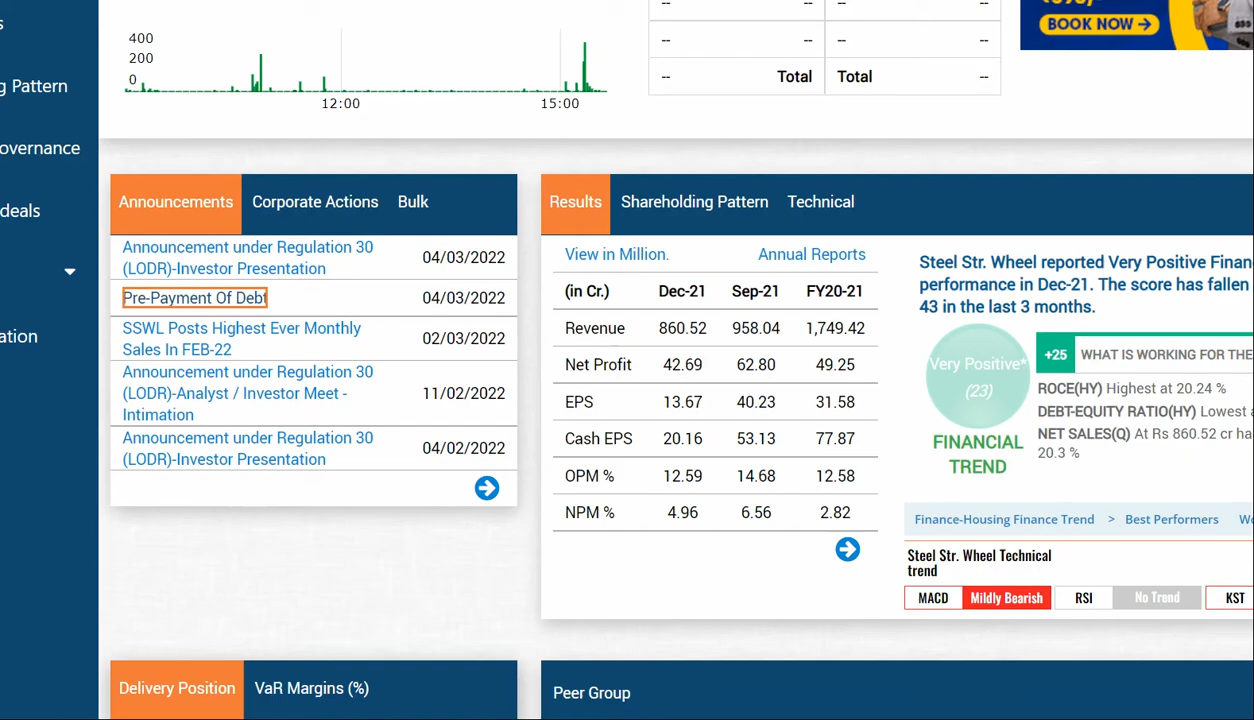 BOOK NOW →
s
g Pattern
overnance
deals
ation
400
200
0
12:00
15:00
-- -- -- --
-- -- -- --
-- Total Total --
Announcements Corporate Actions Bulk
Announcement under Regulation 30
(LODR)-Investor Presentation
04/03/2022
Pre-Payment Of Debt 04/03/2022
SSWL Posts Highest Ever Monthly
Sales In FEB-22
02/03/2022
Announcement under Regulation 30
(LODR)-Analyst / Investor Meet -
Intimation
11/02/2022
Announcement under Regulation 30
(LODR)-Investor Presentation
04/02/2022
Results Shareholding Pattern Technical
View in Million. Annual Reports
(in Cr.) Dec-21 Sep-21 FY20-21
Revenue 860.52 958.04 1,749.42
Net Profit 42.69 62.80 49.25
EPS 13.67 40.23 31.58
Cash EPS 20.16 53.13 77.87
OPM % 12.59 14.68 12.58
NPM % 4.96 6.56 2.82
Steel Str. Wheel reported Very Positive Finan
performance in Dec-21. The score has fallen
43 in the last 3 months.
Very Positive*
(23)
FINANCIAL
TREND
+25 WHAT IS WORKING FOR THE
ROCE(HY) Highest at 20.24 %
DEBT-EQUITY RATIO(HY) Lowest a
NET SALES(Q) At Rs 860.52 cr ha
20.3 %
Finance-Housing Finance Trend > Best Performers Wo
Steel Str. Wheel Technical
trend
MACD Mildly Bearish RSI No Trend KST
Delivery Position VaR Margins (%)
Peer Group